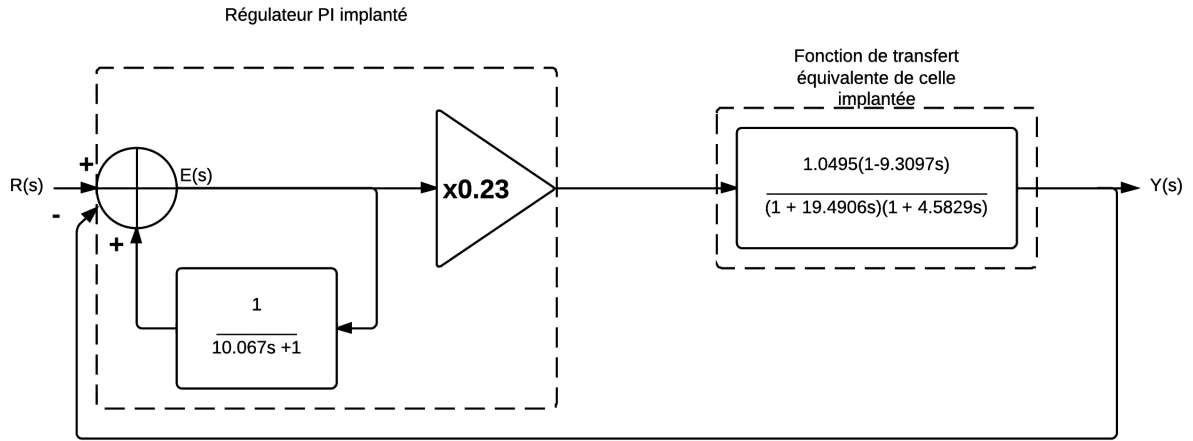 Régulateur PI implanté
Fonction de transfert
équivalente de celle
implantée
R(s)
+
-
+
E(s)
x0.23
1
10.067s +1
1.0495(1-9.3097s)
(1 + 19.4906s)(1 + 4.5829s)
Y(s)